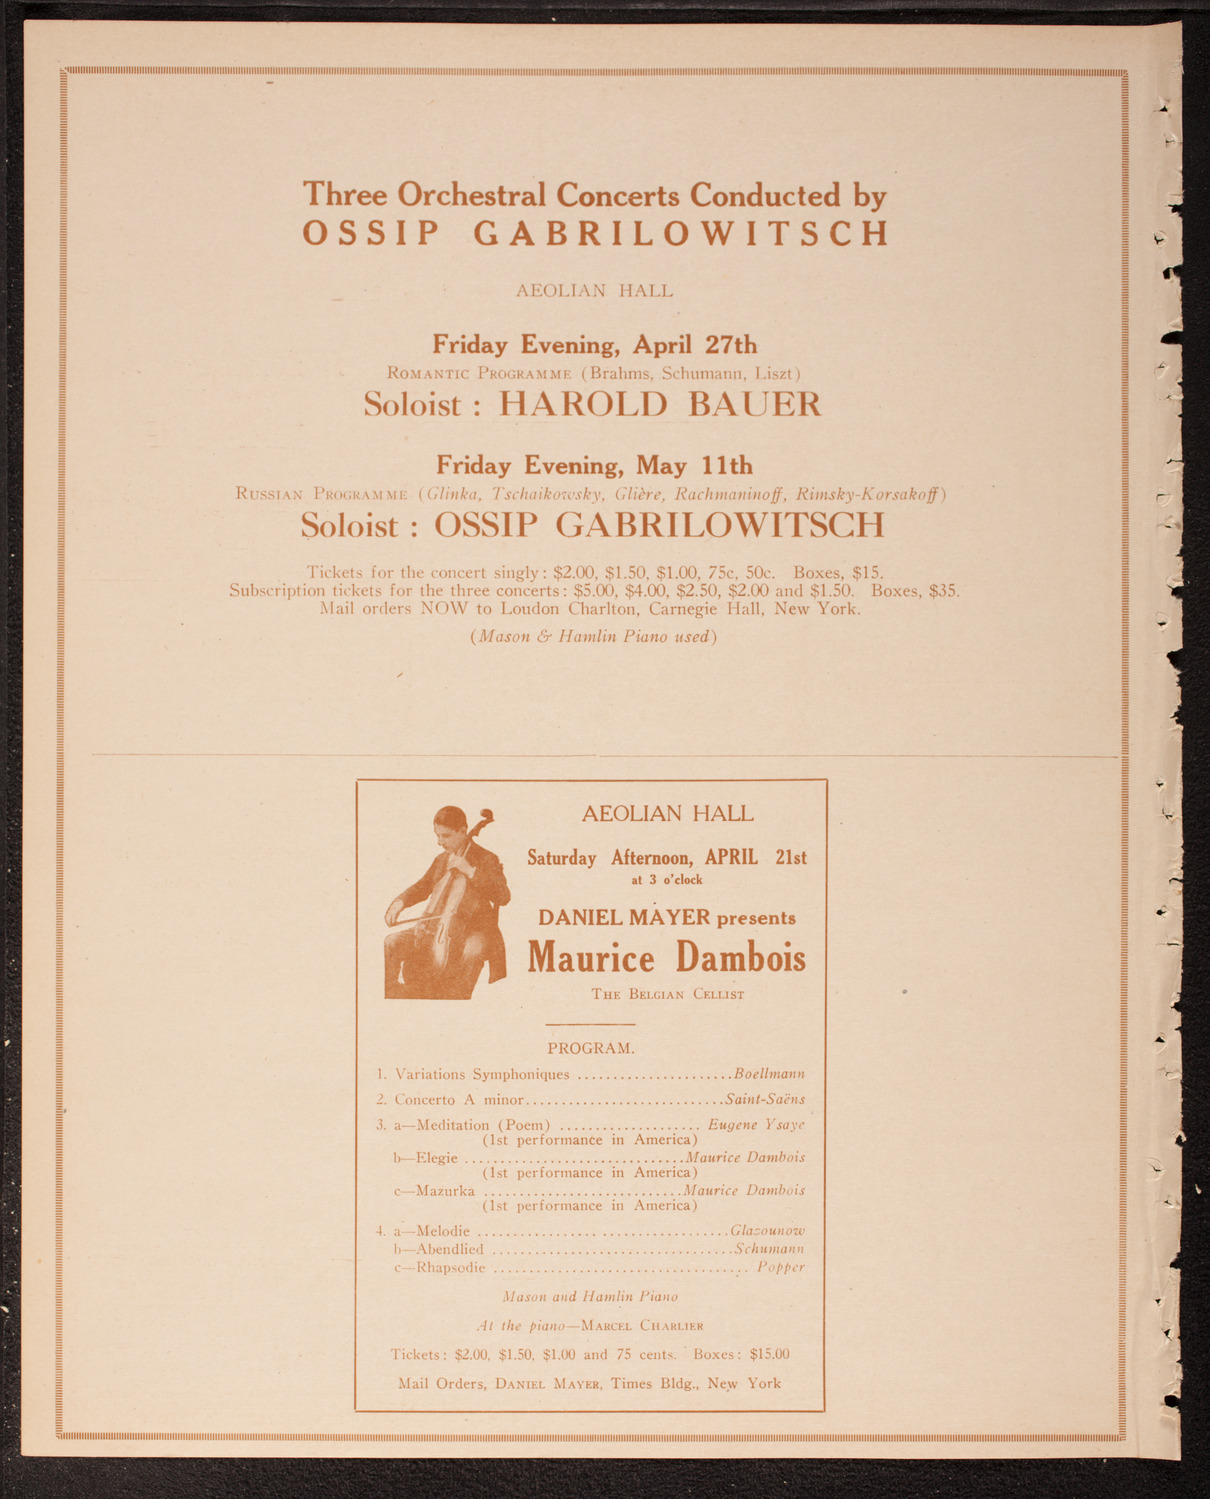 Three Orchestral Concerts Conducted by
OSSIP GABRILOWITSCH
AEOLIAN HALL
Friday Evening, April 27th
ROMANTIC PROGRAMME (Brahms, Schumann, Liszt)
Soloist : HAROLD BAUER
Friday Evening, May 11th
RUSSIAN PROGRAMME (Glinka, Tschaikowsky, Glière, Rachmaninoff, Rimsky-Korsakoff)
Soloist : OSSIP GABRILOWITSCH
Tickets for the concert singly: $2.00, $1.50, $1.00, 75c, 50c. Boxes, $15.
Subscription tickets for the three concerts: $5.00, $4.00, $2.50, $2.00 and $1.50. Boxes, $35.
Mail orders NOW to Loudon Charlton, Carnegie Hall, New York.
(Mason & Hamlin Piano used)
AEOLIAN HALL
Saturday Afternoon, APRIL 21st
at 3 o'clock
DANIEL MAYER presents
Maurice Dambois
THE BELGIAN CELLIST
PROGRAM.
1. Variations Symphoniques ......................Boellmann
2. Concerto A minor............................Saint-Saëns
3. a—Meditation (Poem) .................... Eugene Ysaye
(1st performance in America)
b—Elegie ...............................Maurice Dambois
(1st performance in America)
c—Mazurka ............................Maurice Dambois
(1st performance in America)
4. a—Melodie ...................................Glazounow
b—Abendlied ..................................Schumann
c—Rhapsodie .................................... Popper
Mason and Hamlin Piano
At the piano—MARCEL CHARLIER
Tickets: $2.00, $1.50, $1.00 and 75 cents. Boxes: $15.00
Mail Orders, DANIEL MAYER, Times Bldg., New York